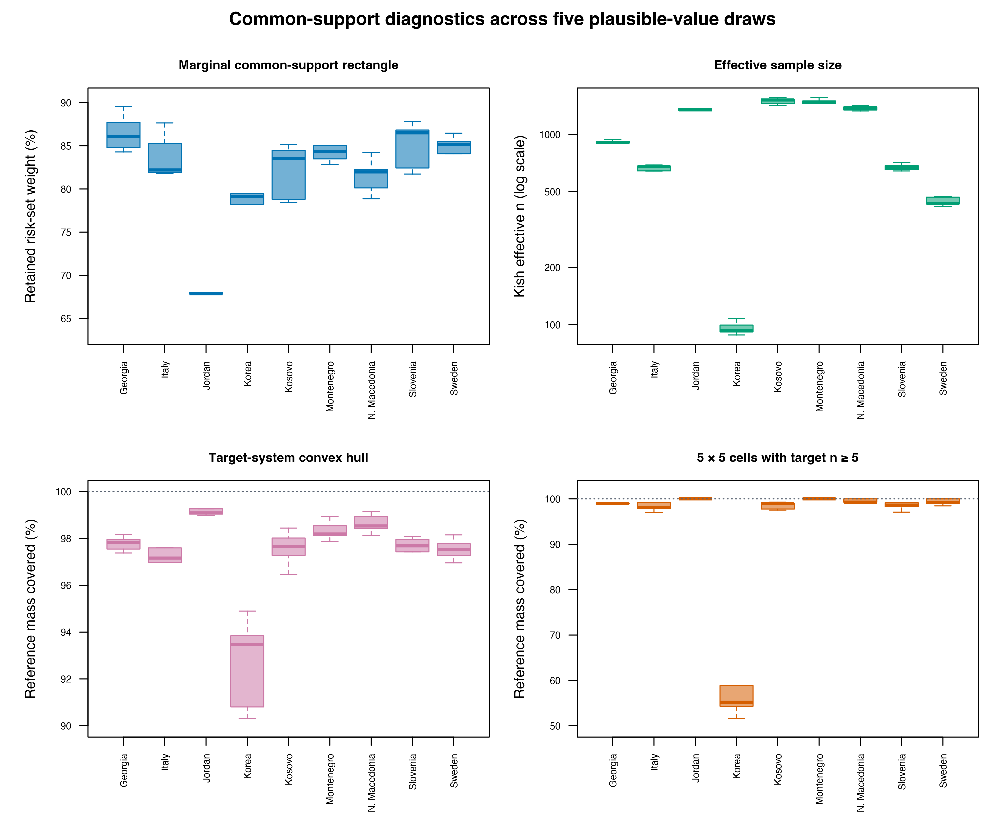 Common-support diagnostics across five plausible-value draws
Marginal common-support rectangle
Retained risk-set weight (%)
90
85
80
75
70
65
Georgia
Italy
Jordan
Korea
Kosovo
Montenegro
N. Macedonia
Slovenia
Sweden
Effective sample size
Kish effective n (log scale)
1000
500
200
100
Georgia
Italy
Jordan
Korea
Kosovo
Montenegro
N. Macedonia
Slovenia
Sweden
Target-system convex hull
Reference mass covered (%)
100
98
96
94
92
90
Georgia
Italy
Jordan
Korea
Kosovo
Montenegro
N. Macedonia
Slovenia
Sweden
5 × 5 cells with target n ≥ 5
Reference mass covered (%)
100
90
80
70
60
50
Georgia
Italy
Jordan
Korea
Kosovo
Montenegro
N. Macedonia
Slovenia
Sweden